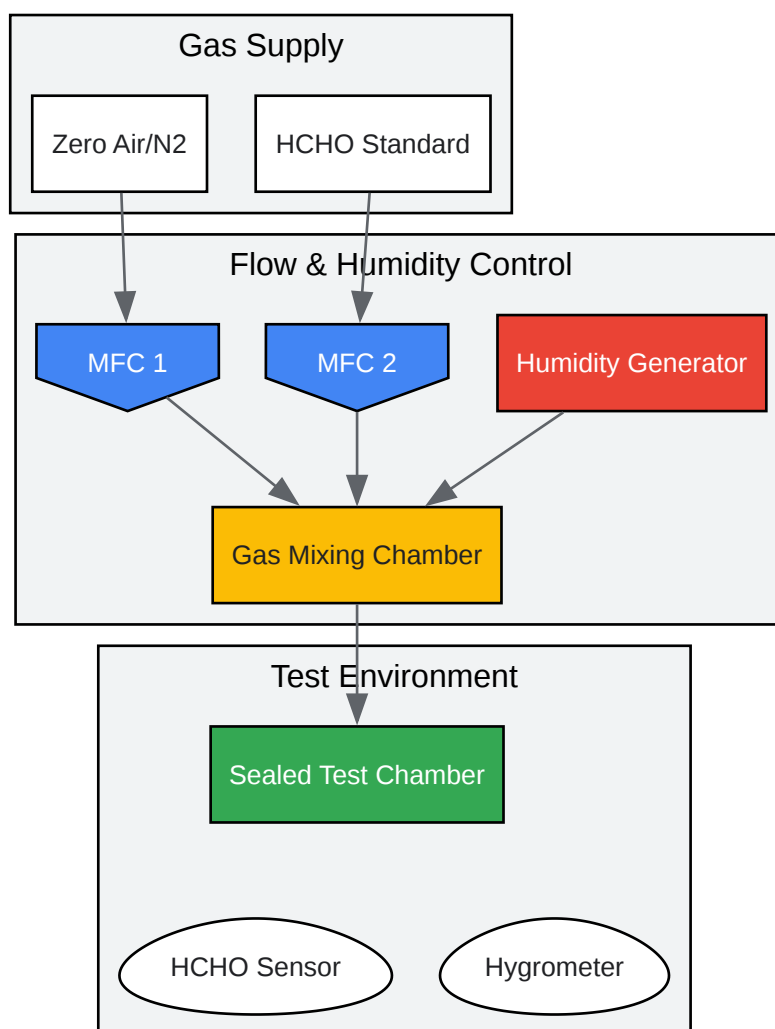 Gas Supply
Zero Air/N2
HCHO Standard
Flow & Humidity Control
MFC 1
MFC 2
Humidity Generator
Gas Mixing Chamber
Test Environment
Sealed Test Chamber
HCHO Sensor
Hygrometer